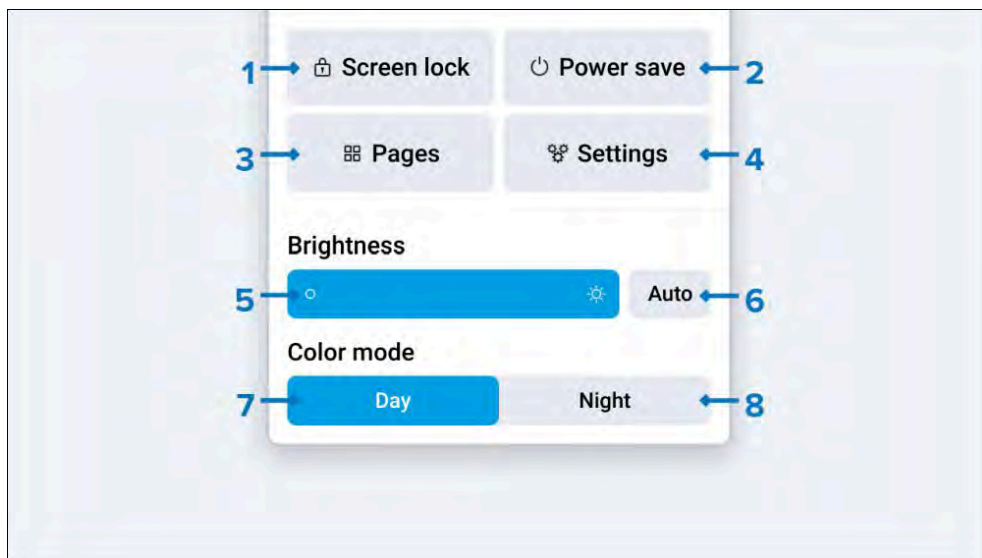 1 Screen lock Power save 2
3 Pages Settings 4
Brightness
5 Auto 6
Color mode
7 Day Night 8